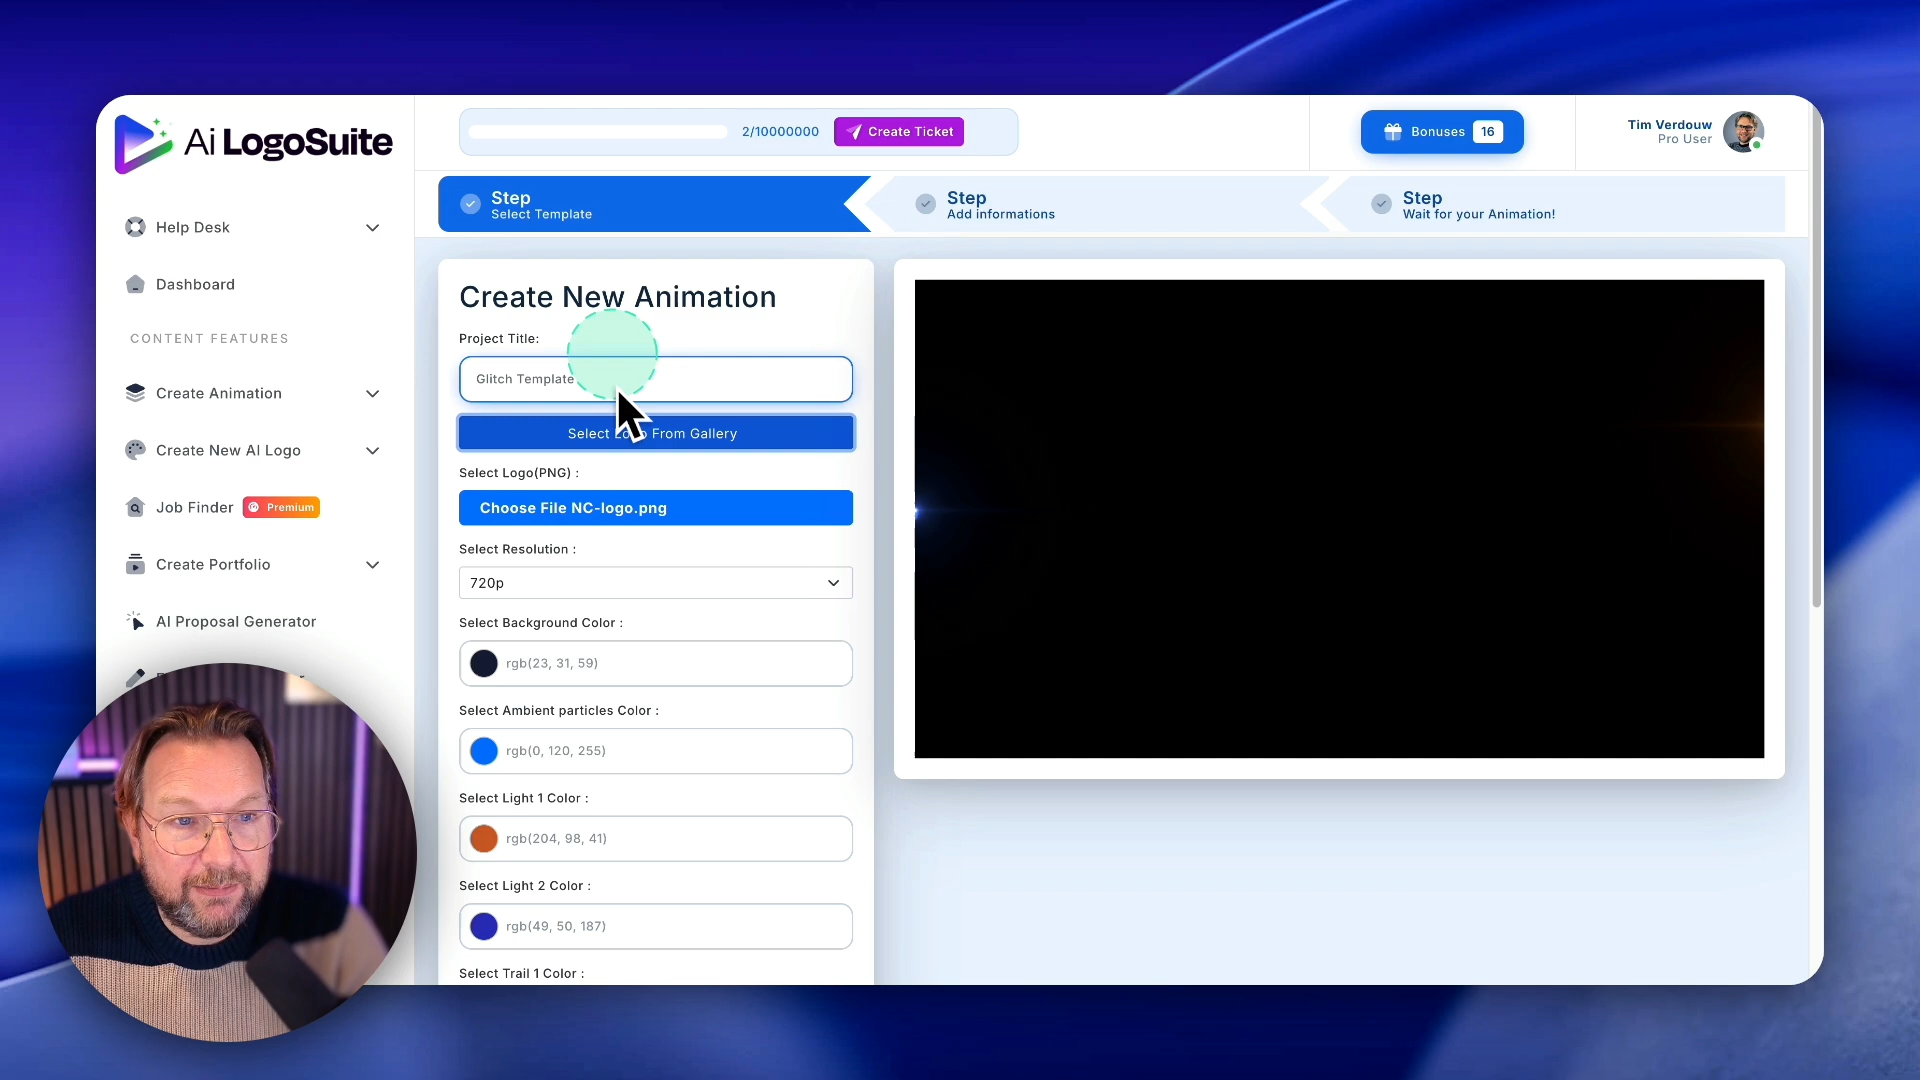 Ai LogoSuite
2/10000000
Create Ticket
Bonuses 16
Tim Verdouw
Pro User
Help Desk
Dashboard
CONTENT FEATURES
Create Animation
Create New AI Logo
Job Finder Premium
Create Portfolio
AI Proposal Generator
Step
Select Template
Step
Add informations
Step
Wait for your Animation!
Create New Animation
Project Title:
Glitch Template
Select Logo From Gallery
Select Logo(PNG) :
Choose File NC-logo.png
Select Resolution :
720p
Select Background Color :
rgb(23, 31, 59)
Select Ambient particles Color :
rgb(0, 120, 255)
Select Light 1 Color :
rgb(204, 98, 41)
Select Light 2 Color :
rgb(49, 50, 187)
Select Trail 1 Color :